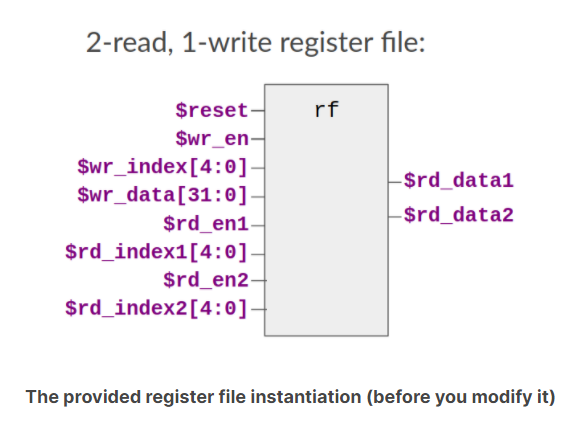 2-read, 1-write register file:
rf
$reset
$wr_en
$wr_index[4:0]
$wr_data[31:0]
$rd_en1
$rd_index1[4:0]
$rd_en2
$rd_index2[4:0]
$rd_data1
$rd_data2
The provided register file instantiation (before you modify it)